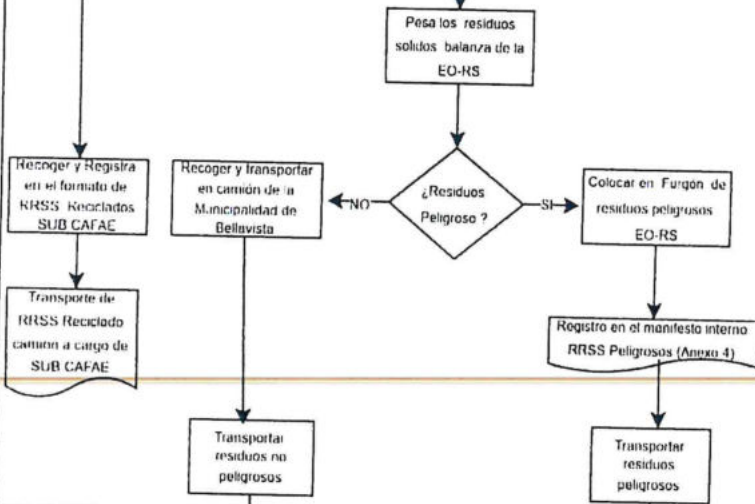 Pesa los residuos
solidos balanza de la
EO-RS
Recoger y Registra
en el formato de
RRSS Reciclados
SUB CAFAE
Recoger y transportar
en camión de la
Municipalidad de
Bellavista
NO
¿Residuos
Peligroso ?
SI
Colocar en Furgón de
residuos peligrosos
EO-RS
Transporte de
RRSS Reciclado
camión a cargo de
SUB CAFAE
Registro en el manifesto interno
RRSS Peligrosos (Anexo 4)
Transportar
residuos no
peligrosos
Transportar
residuos
peligrosos